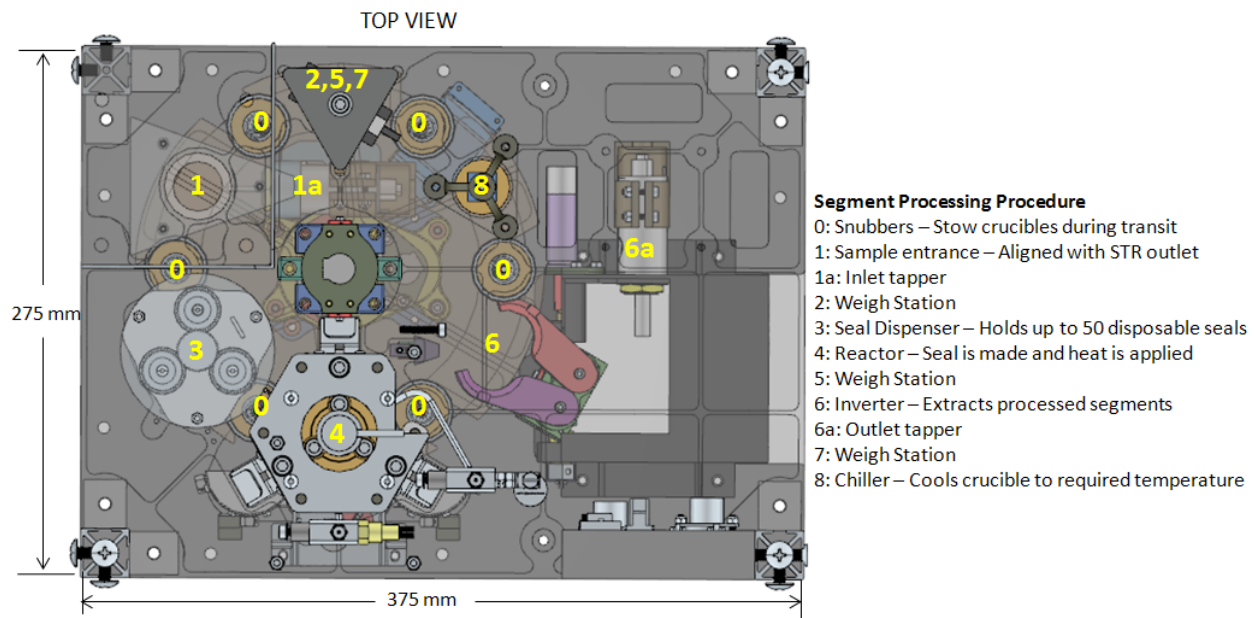 TOP VIEW
2,5,7
0
0
1
1a
8
6a
0
0
275 mm
3
6
0
0
4
375 mm
Segment Processing Procedure
0: Snubbers – Stow crucibles during transit
1: Sample entrance – Aligned with STR outlet
1a: Inlet tapper
2: Weigh Station
3: Seal Dispenser – Holds up to 50 disposable seals
4: Reactor – Seal is made and heat is applied
5: Weigh Station
6: Inverter – Extracts processed segments
6a: Outlet tapper
7: Weigh Station
8: Chiller – Cools crucible to required temperature